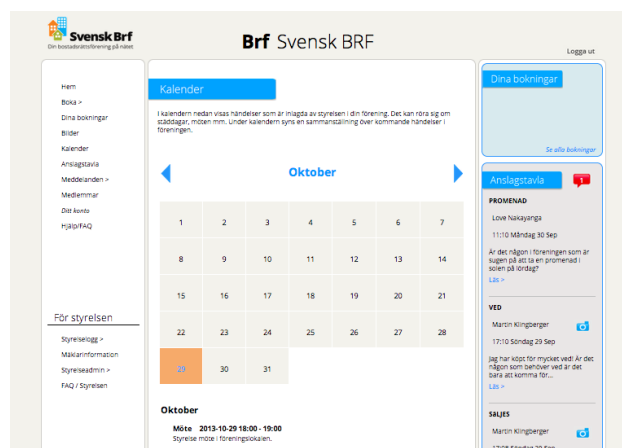 Svensk Brf
Din bostadsrättsförening på nätet
Brf Svensk BRF
Logga ut
Hem
Boka >
Dina bokningar
Bilder
Kalender
Anslagstavla
Meddelanden >
Medlemmar
Ditt konto
Hjälp/FAQ
För styrelsen
Styrelselogg >
Mäklarinformation
Styrelseadmin >
FAQ / Styrelsen
Kalender
I kalendern nedan visas händelser som är inlagda av styrelsen i din förening. Det kan röra sig om
städdagar, möten mm. Under kalendern syns en sammanställning över kommande händelser i
föreningen.
Oktober
1 2 3 4 5 6 7
8 9 10 11 12 13 14
15 16 17 18 19 20 21
22 23 24 25 26 27 28
29 30 31
Oktober
Möte 2013-10-29 18:00 - 19:00
Styrelse möte i föreningslokalen.
Dina bokningar
Se alla bokningar
Anslagstavla
1
PROMENAD
Love Nakayanga
11:10 Måndag 30 Sep
Är det någon i föreningen som är
sugen på att ta en promenad i
solen på lördag?
Läs >
VED
Martin Klingberger
17:10 Söndag 29 Sep
Jag har köpt för mycket ved! Är det
någon som behöver ved är det
bara att komma för...
Läs >
SÄLJES
Martin Klingberger
17:08 Söndag 29 Sep